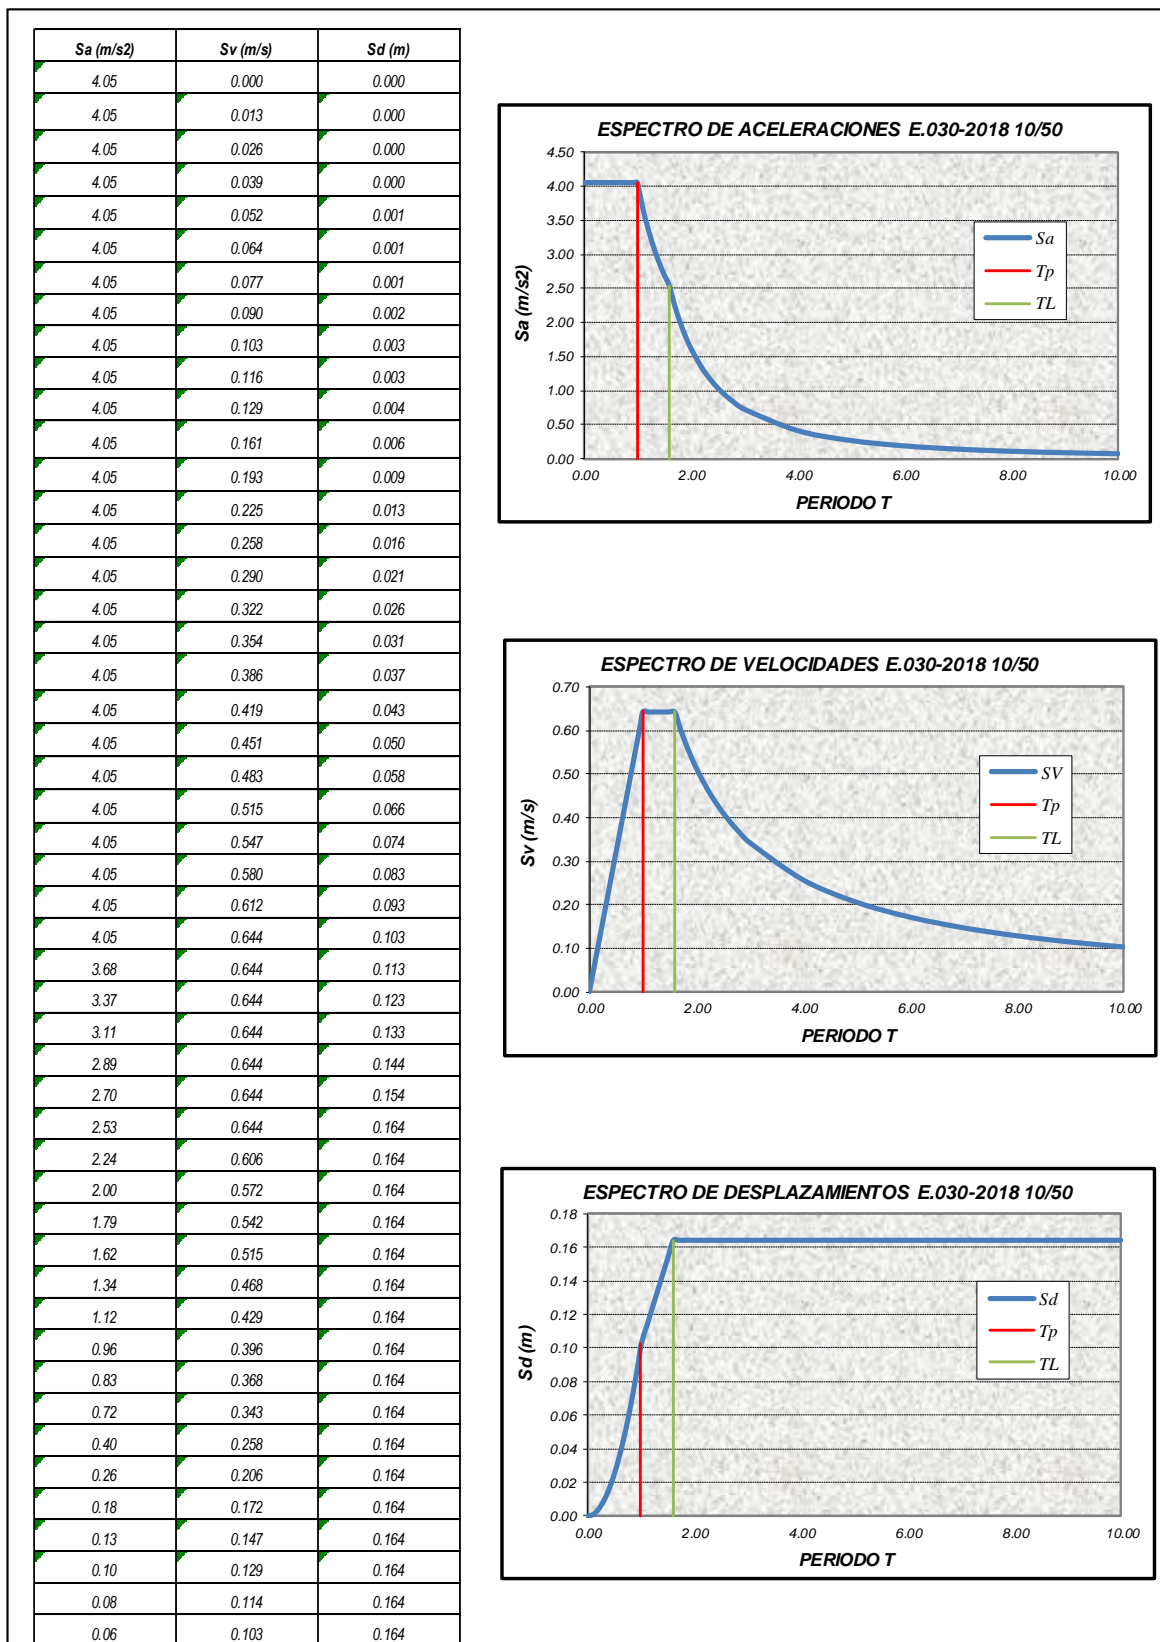 Sa (m/s2) Sv (m/s) Sd (m)
4.05 0.000 0.000
4.05 0.013 0.000
4.05 0.026 0.000
4.05 0.039 0.000
4.05 0.052 0.001
4.05 0.064 0.001
4.05 0.077 0.001
4.05 0.090 0.002
4.05 0.103 0.003
4.05 0.116 0.003
4.05 0.129 0.004
4.05 0.161 0.006
4.05 0.193 0.009
4.05 0.225 0.013
4.05 0.258 0.016
4.05 0.290 0.021
4.05 0.322 0.026
4.05 0.354 0.031
4.05 0.386 0.037
4.05 0.419 0.043
4.05 0.451 0.050
4.05 0.483 0.058
4.05 0.515 0.066
4.05 0.547 0.074
4.05 0.580 0.083
4.05 0.612 0.093
4.05 0.644 0.103
3.68 0.644 0.113
3.37 0.644 0.123
3.11 0.644 0.133
2.89 0.644 0.144
2.70 0.644 0.154
2.53 0.644 0.164
2.24 0.606 0.164
2.00 0.572 0.164
1.79 0.542 0.164
1.62 0.515 0.164
1.34 0.468 0.164
1.12 0.429 0.164
0.96 0.396 0.164
0.83 0.368 0.164
0.72 0.343 0.164
0.40 0.258 0.164
0.26 0.206 0.164
0.18 0.172 0.164
0.13 0.147 0.164
0.10 0.129 0.164
0.08 0.114 0.164
0.06 0.103 0.164
ESPECTRO DE ACELERACIONES E.030-2018 10/50
4.50
4.00
3.50
3.00
2.50
2.00
1.50
1.00
0.50
0.00
Sa (m/s2)
Sa
Tp
TL
0.00 2.00 4.00 6.00 8.00 10.00
PERIODO T
ESPECTRO DE VELOCIDADES E.030-2018 10/50
0.70
0.60
0.50
0.40
0.30
0.20
0.10
0.00
Sv (m/s)
SV
Tp
TL
0.00 2.00 4.00 6.00 8.00 10.00
PERIODO T
ESPECTRO DE DESPLAZAMIENTOS E.030-2018 10/50
0.18
0.16
0.14
0.12
0.10
0.08
0.06
0.04
0.02
0.00
Sd (m)
Sd
Tp
TL
0.00 2.00 4.00 6.00 8.00 10.00
PERIODO T